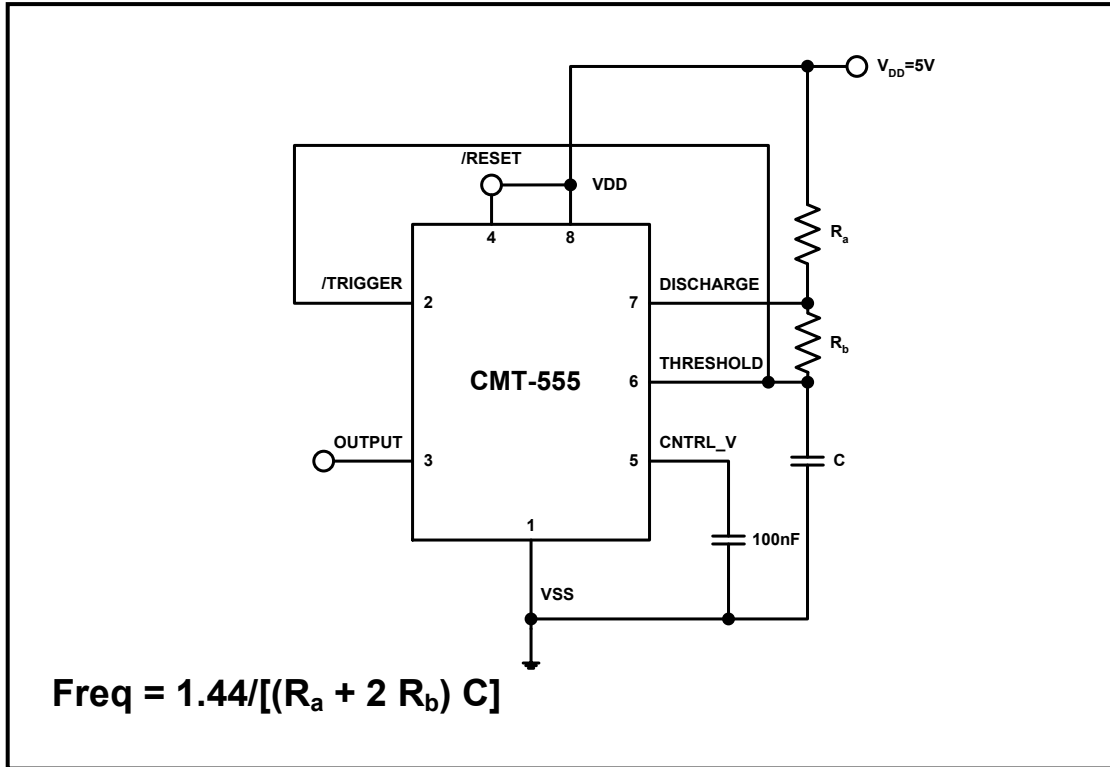 V_DD=5V
/RESET
VDD
4
8
R_a
/TRIGGER
2
DISCHARGE
7
R_b
THRESHOLD
6
CMT-555
OUTPUT
3
CNTRL_V
5
C
1
100nF
VSS
Freq = 1.44/[(R_a + 2 R_b) C]